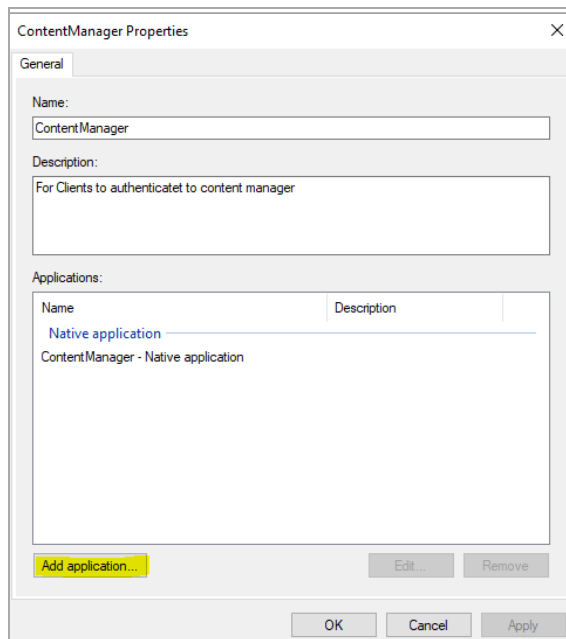 ContentManager Properties
General
Name:
ContentManager
Description:
For Clients to authenticatet to content manager
Applications:
Name Description
Native application
ContentManager - Native application
Add application... Edit... Remove
OK Cancel Apply